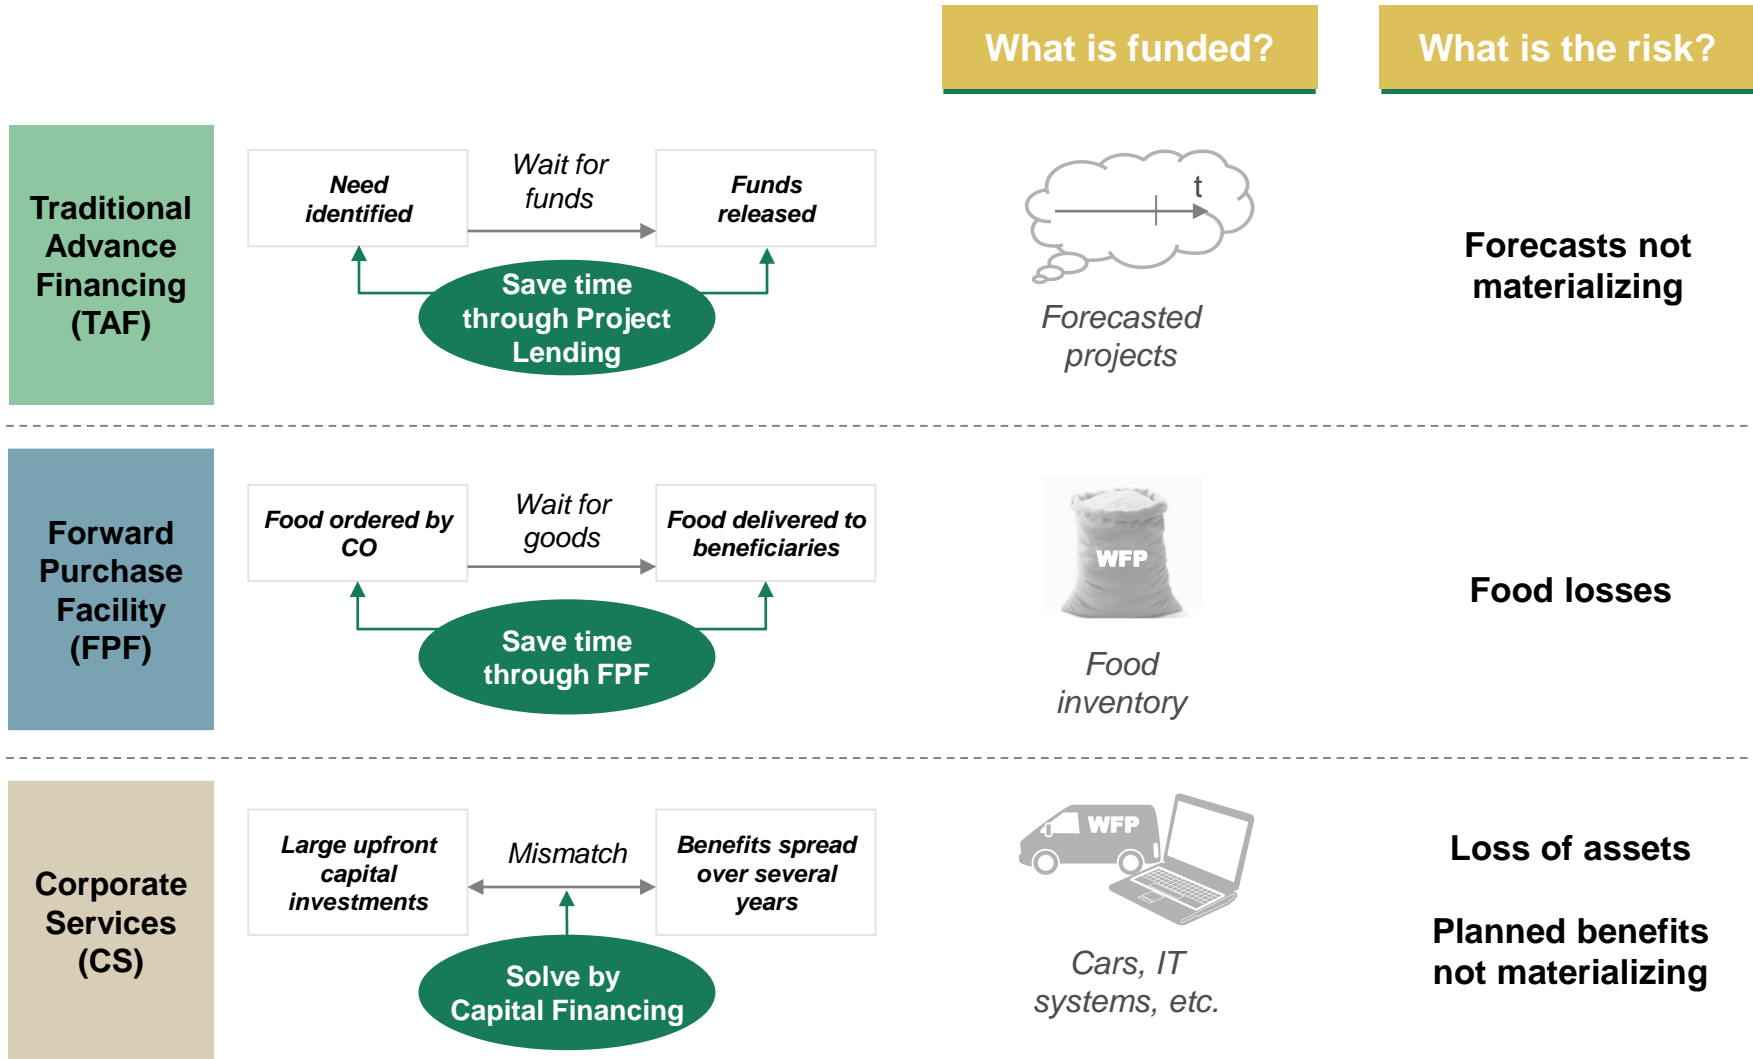 What is funded?
What is the risk?
Traditional
Advance
Financing
(TAF)
Need
identified
Wait for
funds
Funds
released
Save time
through Project
Lending
t
Forecasted
projects
Forecasts not
materializing
Forward
Purchase
Facility
(FPF)
Food ordered by
CO
Wait for
goods
Food delivered to
beneficiaries
Save time
through FPF
WFP
Food
inventory
Food losses
Corporate
Services
(CS)
Large upfront
capital
investments
Mismatch
Benefits spread
over several
years
Solve by
Capital Financing
WFP
Cars, IT
systems, etc.
Loss of assets
Planned benefits
not materializing